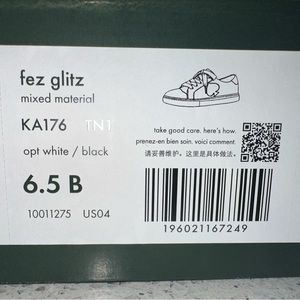 fez glitz
mixed material
KA176 TNT
opt white / black
6.5 B
10011275 US04
take good care. here's how.
prenez-en bien soin. voici comment.
请妥善维护。这里是具体做法。
196021167249